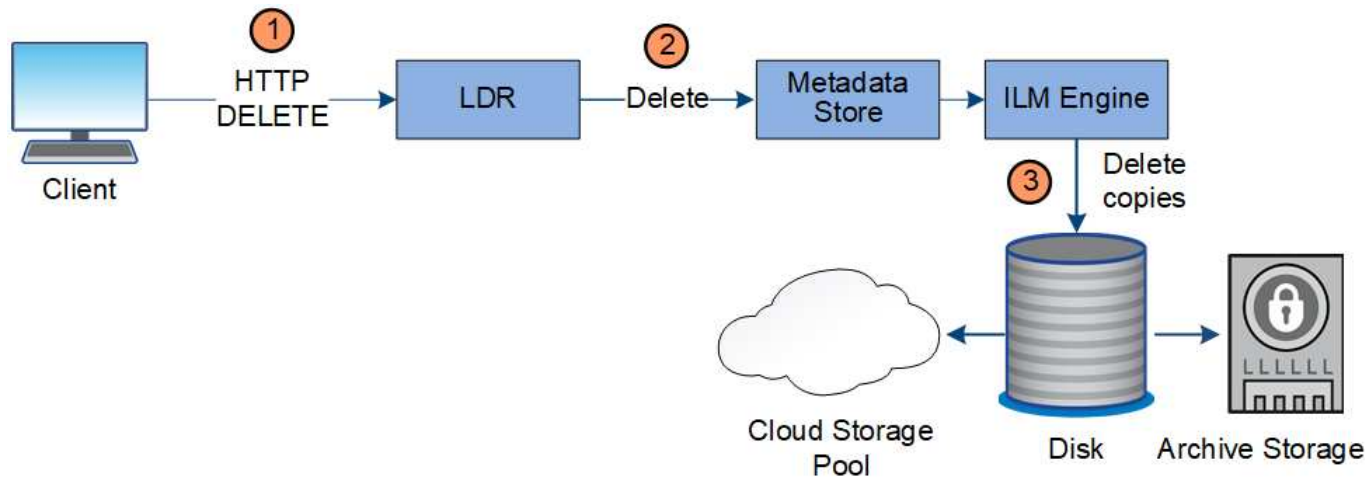 1
HTTP
DELETE
2
Delete
LDR
Metadata
Store
ILM Engine
Client
3
Delete
copies
LLLLLL
Cloud Storage
Pool
Disk
Archive Storage